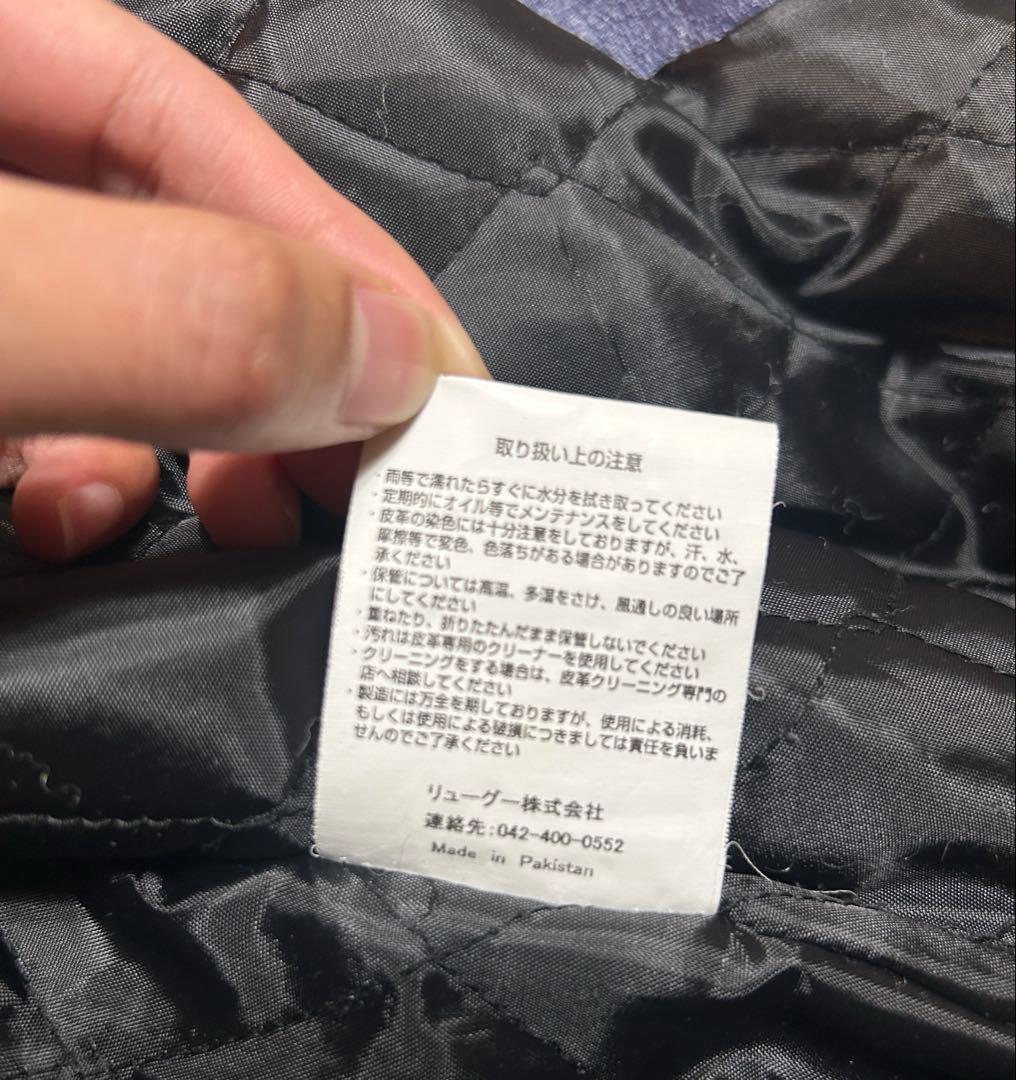 取り扱い上の注意
・雨等で濡れたらすぐに水分を拭き取ってください
・定期的にオイル等でメンテナンスをしてください
・皮革の染色には十分注意をしておりますが、汗、水、
摩擦等で変色、色落ちがある場合がありますのでご了
承ください
・保管については高温、多湿をさけ、風通しの良い場所
にしてください
・重ねたり、折りたたんだまま保管しないでください
・汚れは皮革専用のクリーナーを使用してください
・クリーニングをする場合は、皮革クリーニング専門の
店へ相談してください
・製造には万全を期しておりますが、使用による消耗、
もしくは使用による破損につきましては責任を負いま
せんのでご了承ください
リューグー株式会社
連絡先:042-400-0552
Made in Pakistan